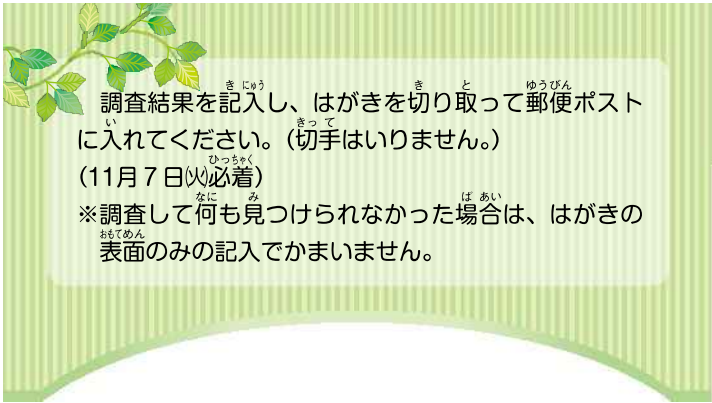 調査結果を記入し、はがきを切り取って郵便ポスト
に入れてください。（切手はいりません。）
（11月７日㈫必着）
※調査して何も見つけられなかった場合は、はがきの
表面のみの記入でかまいません。